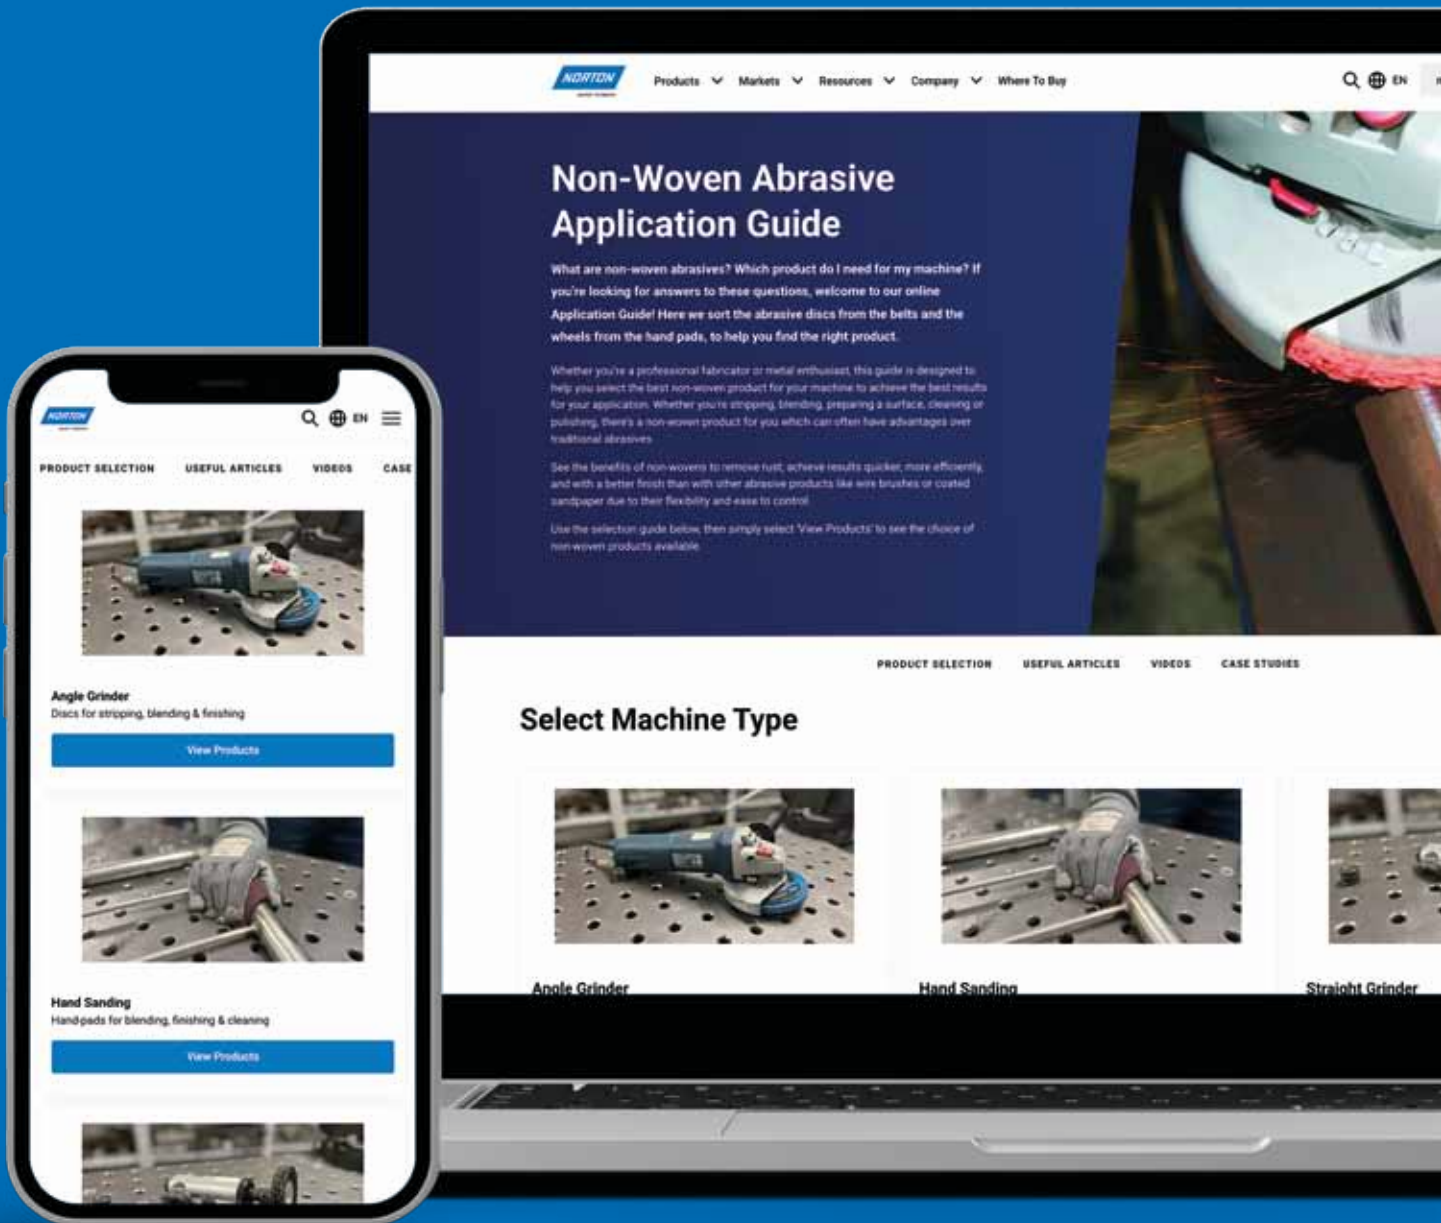 NORTON
Products
Markets
Resources
Company
Where To Buy
EN
Non-Woven Abrasive
Application Guide
What are non-woven abrasives? Which product do I need for my machine? If
you're looking for answers to these questions, welcome to our online
Application Guide! Here we sort the abrasive discs from the belts and the
wheels from the hand pads, to help you find the right product.
Whether you're a professional fabricator or metal enthusiast, this guide is designed to
help you select the best non-woven product for your machine to achieve the best results
for your application. Whether you're stripping, blending, preparing a surface, cleaning or
polishing, there's a non-woven product for you which can often have advantages over
traditional abrasives
See the benefits of non-wovens to remove rust, achieve results quicker, more efficiently,
and with a better finish than with other abrasive products like wire brushes or coated
sandpaper due to their flexibility and ease to control
Use the selection guide below, then simply select 'View Products' to see the choice of
non-woven products available.
PRODUCT SELECTION
USEFUL ARTICLES
VIDEOS
CASE STUDIES
Select Machine Type
Angle Grinder
Hand Sanding
Straight Grinder
NORTON
EN
PRODUCT SELECTION
USEFUL ARTICLES
VIDEOS
CASE
Angle Grinder
Discs for stripping, blending & finishing
View Products
Hand Sanding
Hand-pads for blending, finishing & cleaning
View Products